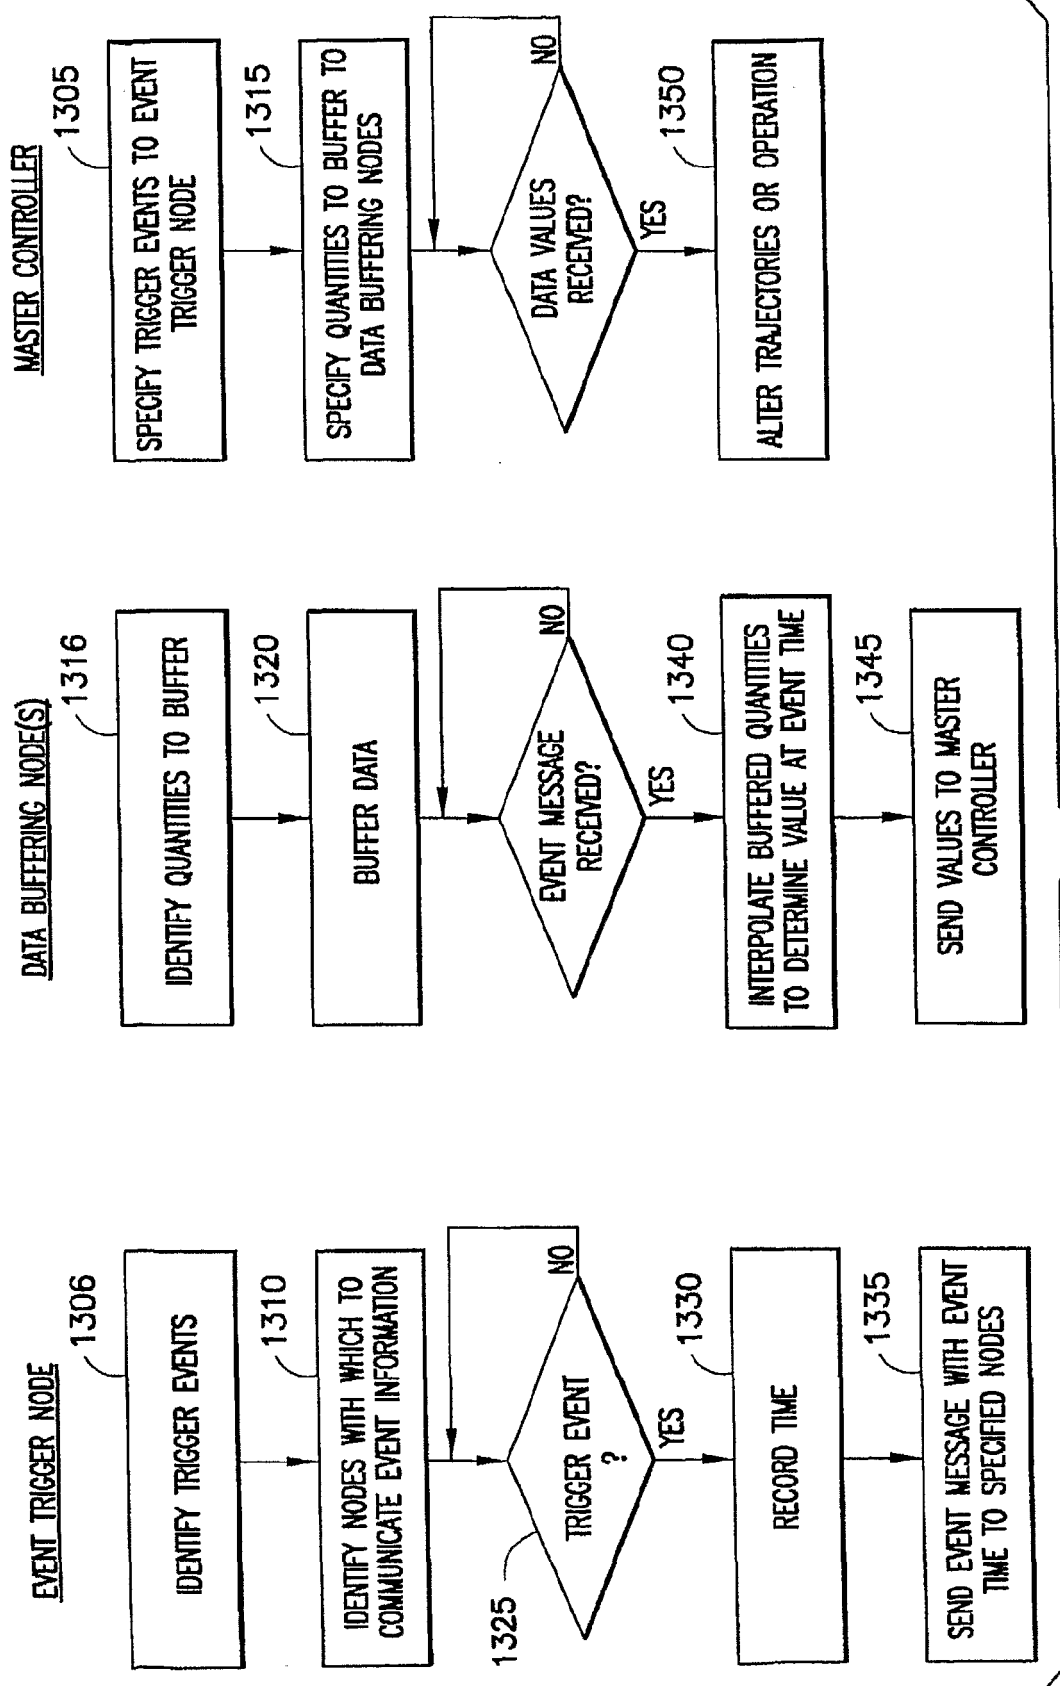 EVENT TRIGGER NODE
1306
IDENTIFY TRIGGER EVENTS
1310
IDENTIFY NODES WITH WHICH TO
COMMUNICATE EVENT INFORMATION
1325
TRIGGER EVENT
?
NO
YES
1330
RECORD TIME
1335
SEND EVENT MESSAGE WITH EVENT
TIME TO SPECIFIED NODES
DATA BUFFERING NODE(S)
1316
IDENTIFY QUANTITIES TO BUFFER
1320
BUFFER DATA
EVENT MESSAGE
RECEIVED?
NO
YES
1340
INTERPOLATE BUFFERED QUANTITIES
TO DETERMINE VALUE AT EVENT TIME
1345
SEND VALUES TO MASTER
CONTROLLER
MASTER CONTROLLER
1305
SPECIFY TRIGGER EVENTS TO EVENT
TRIGGER NODE
1315
SPECIFY QUANTITIES TO BUFFER TO
DATA BUFFERING NODES
DATA VALUES
RECEIVED?
NO
YES
1350
ALTER TRAJECTORIES OR OPERATION